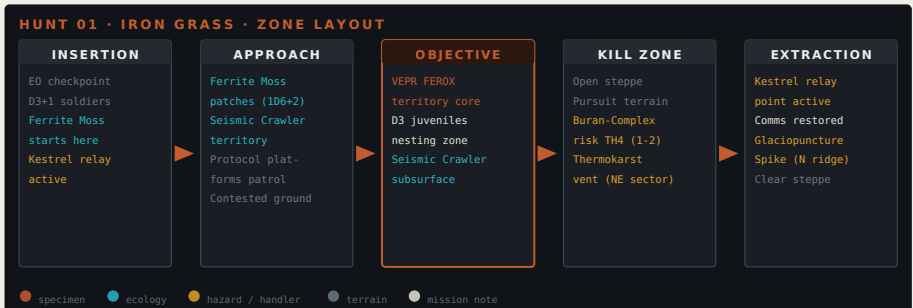 HUNT 01 · IRON GRASS · ZONE LAYOUT
INSERTION
EO checkpoint
D3+1 soldiers
Ferrite Moss
starts here
Kestrel relay
active
APPROACH
Ferrite Moss
patches (1D6+2)
Seismic Crawler
territory
Protocol plat-
forms patrol
Contested ground
OBJECTIVE
VEPR FEROX
territory core
D3 juveniles
nesting zone
Seismic Crawler
subsurface
KILL ZONE
Open steppe
Pursuit terrain
Buran-Complex
risk TH4 (1-2)
Thermokarst
vent (NE sector)
EXTRACTION
Kestrel relay
point active
Comms restored
Glaciopuncture
Spike (N ridge)
Clear steppe
specimen
ecology
hazard / handler
terrain
mission note